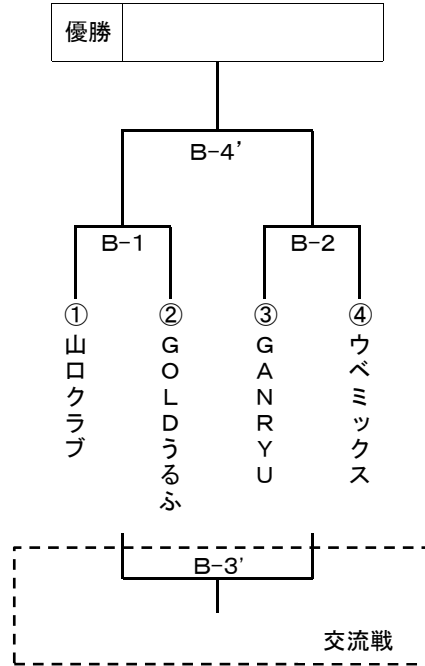 優勝
B-4’
B-1
B-2
①
②
③
④
山口クラブ
GOLDうるふ
GANRYU
ウベミックス
B-3'
交流戦